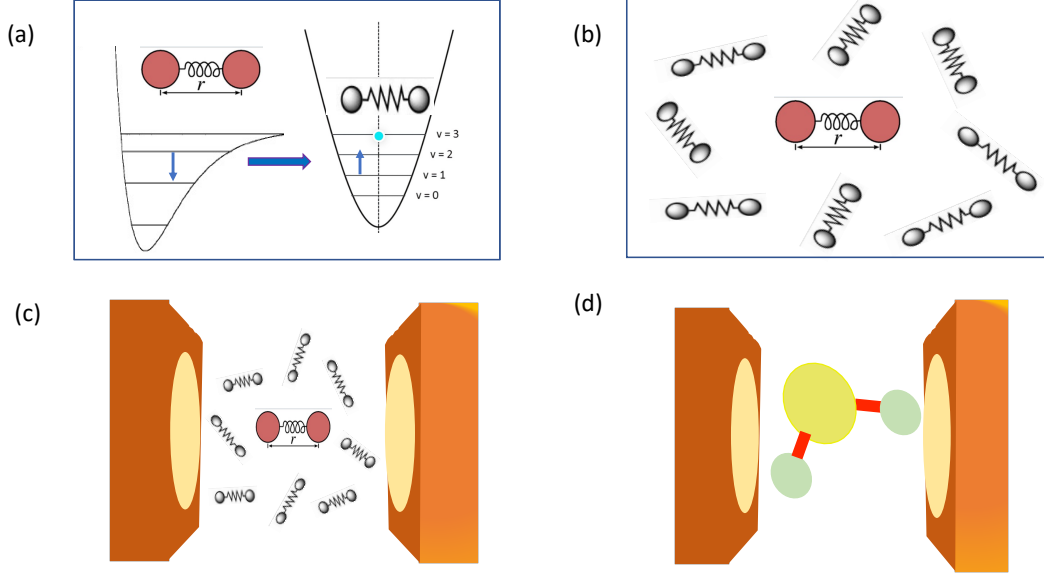 (a)
r
v = 3
v = 2
v = 1
v = 0
(b)
r
(c)
r
(d)